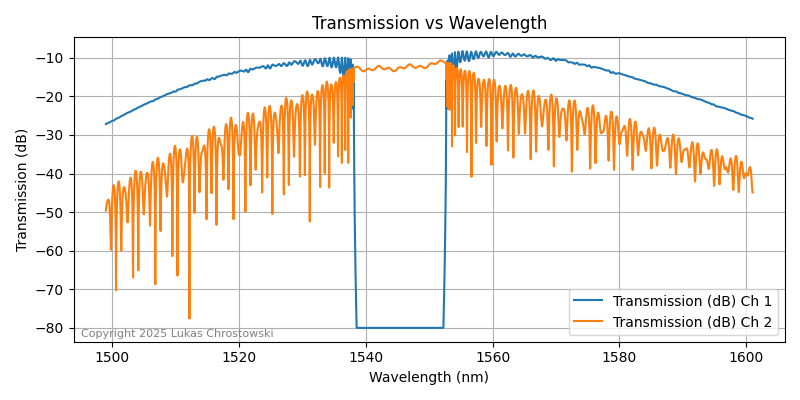 Transmission vs Wavelength
Transmission (dB)
−10
−20
−30
−40
−50
−60
−70
−80
Copyright 2025 Lukas Chrostowski
Transmission (dB) Ch 1
Transmission (dB) Ch 2
1500 1520 1540 1560 1580 1600
Wavelength (nm)